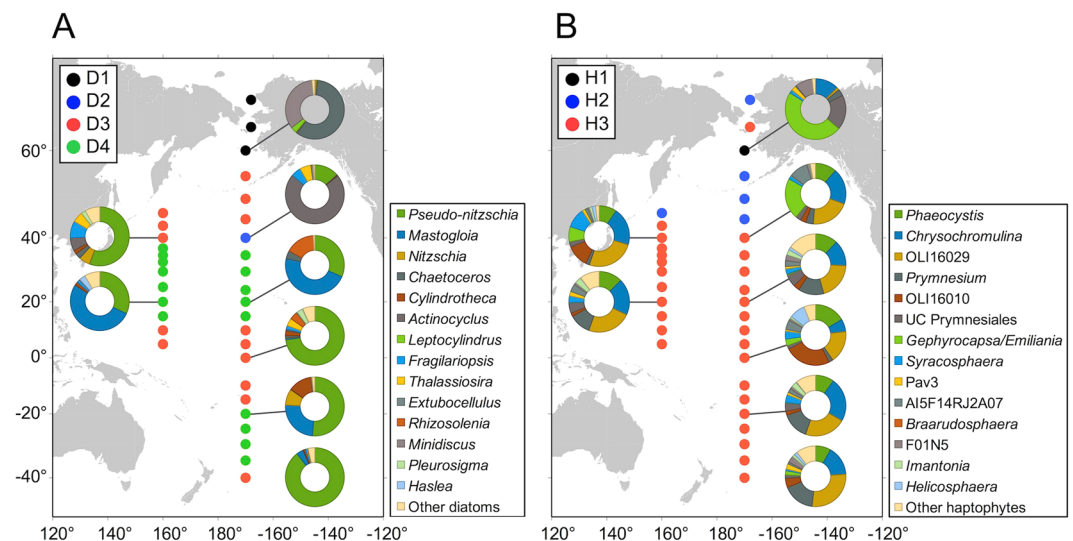 A
B
D1
D2
D3
D4
H1
H2
H3
60°
40°
20°
0°
-20°
-40°
60°
40°
20°
0°
-20°
-40°
Pseudo-nitzschia
Mastogloia
Nitzschia
Chaetoceros
Cylindrotheca
Actinocyclus
Leptocylindrus
Fragilariopsis
Thalassiosira
Extubocellulus
Rhizosolenia
Minidiscus
Pleurosigma
Haslea
Other diatoms
Phaeocystis
Chrysochromulina
OLI16029
Prymnesium
OLI16010
UC Prymnesiales
Gephyrocapsa/Emiliania
Syracosphaera
Pav3
AI5F14RJ2A07
Braarudosphaera
F01N5
Imantonia
Helicosphaera
Other haptophytes
120 140 160 180 -160° -140° -120°
120 140 160 180 -160° -140° -120°